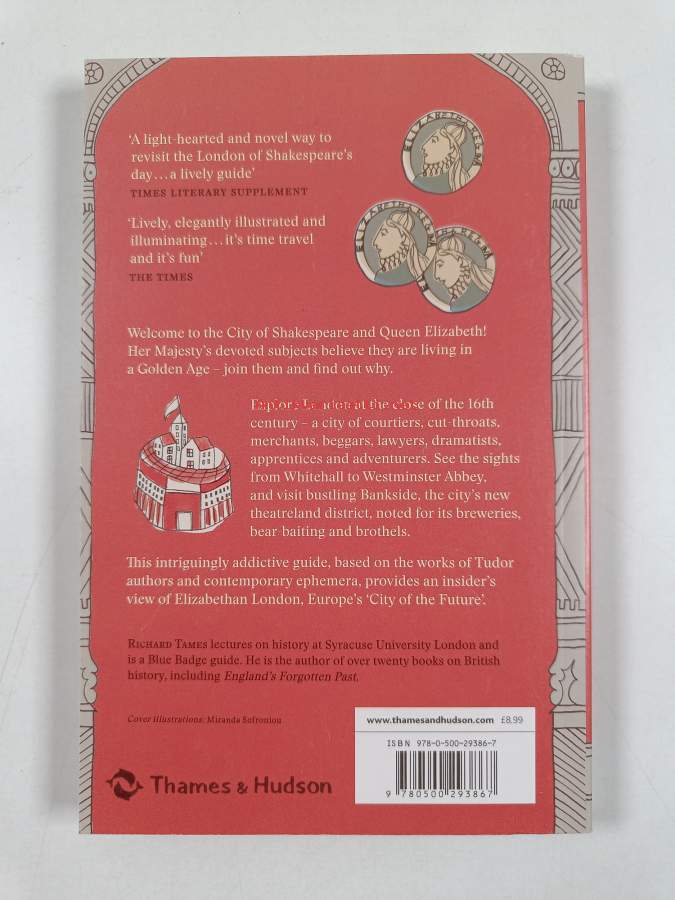 ‘A light-hearted and novel way to
revisit the London of Shakespeare’s
day…a lively guide’
TIMES LITERARY SUPPLEMENT
‘Lively, elegantly illustrated and
illuminating…it’s time travel
and it’s fun’
THE TIMES
ELIZABETHA REGINA
ELIZABETHA REGINA
Welcome to the City of Shakespeare and Queen Elizabeth!
Her Majesty’s devoted subjects believe they are living in
a Golden Age – join them and find out why.
Explore London at the close of the 16th
century – a city of courtiers, cut-throats,
merchants, beggars, lawyers, dramatists,
apprentices and adventurers. See the sights
from Whitehall to Westminster Abbey,
and visit bustling Bankside, the city’s new
theatreland district, noted for its breweries,
bear-baiting and brothels.
This intriguingly addictive guide, based on the works of Tudor
authors and contemporary ephemera, provides an insider’s
view of Elizabethan London, Europe’s ‘City of the Future’.
RICHARD TAMES lectures on history at Syracuse University London and
is a Blue Badge guide. He is the author of over twenty books on British
history, including England’s Forgotten Past.
Cover illustrations: Miranda Sofroniou
Thames & Hudson
www.thamesandhudson.com £8.99
ISBN 978-0-500-29386-7
9 780500 293867